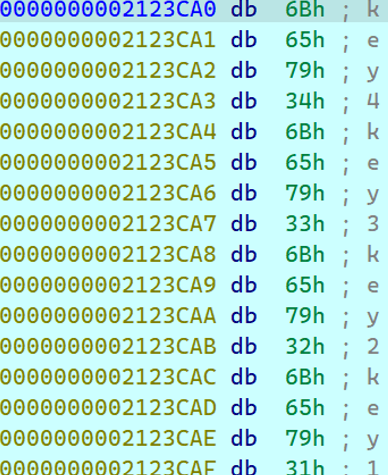 0000000002123CA0 db 6Bh ; k
0000000002123CA1 db 65h ; e
0000000002123CA2 db 79h ; y
0000000002123CA3 db 34h ; 4
0000000002123CA4 db 6Bh ; k
0000000002123CA5 db 65h ; e
0000000002123CA6 db 79h ; y
0000000002123CA7 db 33h ; 3
0000000002123CA8 db 6Bh ; k
0000000002123CA9 db 65h ; e
0000000002123CAA db 79h ; y
0000000002123CAB db 32h ; 2
0000000002123CAC db 6Bh ; k
0000000002123CAD db 65h ; e
0000000002123CAE db 79h ; y
0000000002123CAF db 31h ; 1